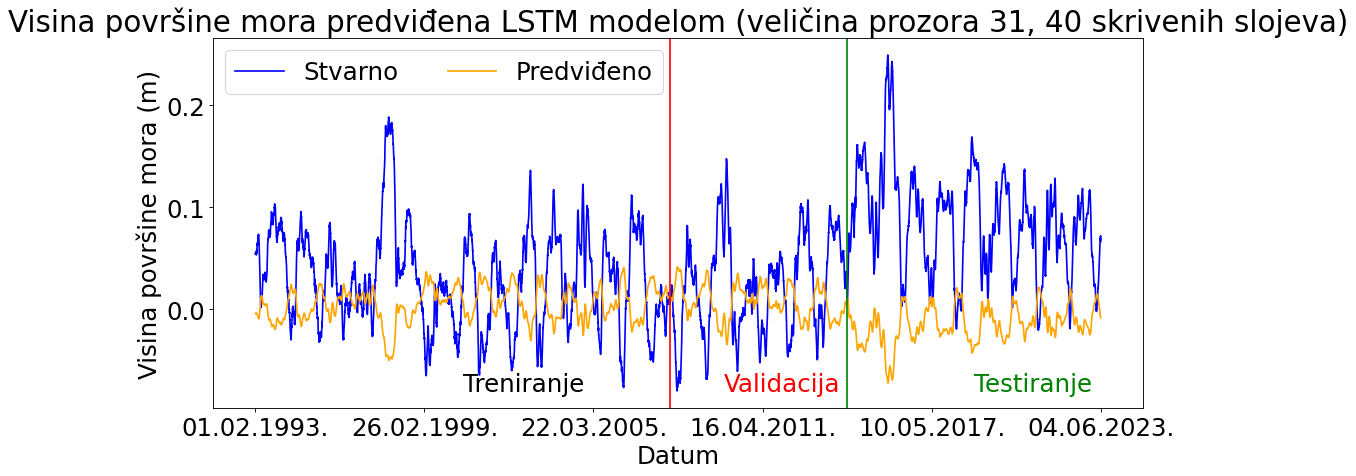 Visina površine mora predviđena LSTM modelom (veličina prozora 31, 40 skrivenih slojeva)
Stvarno
Predviđeno
Visina površine mora (m)
0.2
0.1
0.0
Treniranje
Validacija
Testiranje
01.02.1993.
26.02.1999.
22.03.2005.
16.04.2011.
10.05.2017.
04.06.2023.
Datum